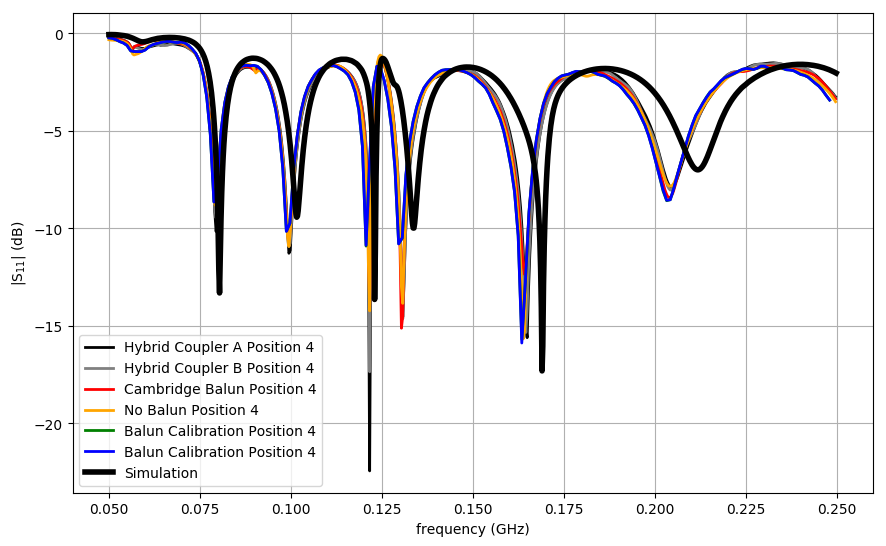 0
−5
−10
−15
−20
|S11| (dB)
Hybrid Coupler A Position 4
Hybrid Coupler B Position 4
Cambridge Balun Position 4
No Balun Position 4
Balun Calibration Position 4
Balun Calibration Position 4
Simulation
0.050 0.075 0.100 0.125 0.150 0.175 0.200 0.225 0.250
frequency (GHz)